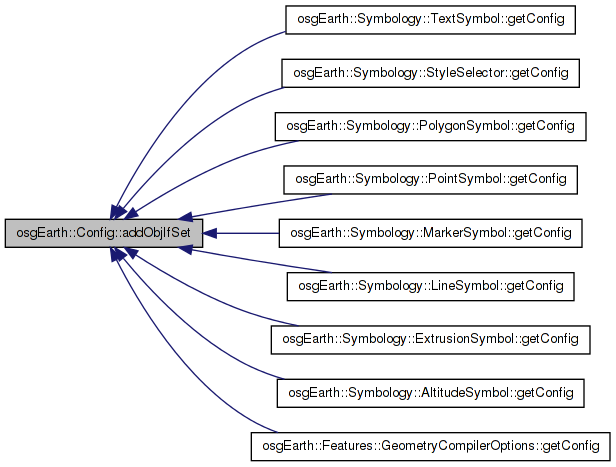 osgEarth::Symbology::TextSymbol::getConfig
osgEarth::Symbology::StyleSelector::getConfig
osgEarth::Symbology::PolygonSymbol::getConfig
osgEarth::Symbology::PointSymbol::getConfig
osgEarth::Config::addObjIfSet
osgEarth::Symbology::MarkerSymbol::getConfig
osgEarth::Symbology::LineSymbol::getConfig
osgEarth::Symbology::ExtrusionSymbol::getConfig
osgEarth::Symbology::AltitudeSymbol::getConfig
osgEarth::Features::GeometryCompilerOptions::getConfig